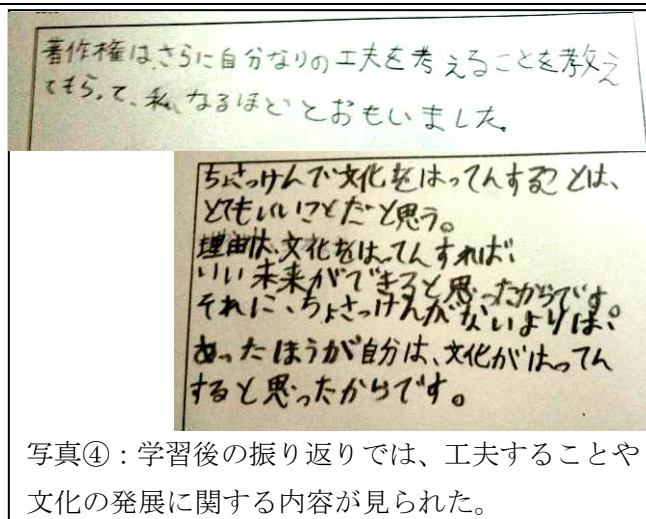 著作権は、さらに自分なりの工夫を考えることを教え
てもらって、私、なるほどとおもいました。
ちょさっけんで文化をはってんすることは、
とてもいいことだと思う。
理由は、文化をはってんすれば、
いい未来ができると思ったからです。
それに、ちょさっけんがないよりは、
あったほうが自分は、文化がはってん
すると思ったからです。
写真④：学習後の振り返りでは、工夫することや
文化の発展に関する内容が見られた。